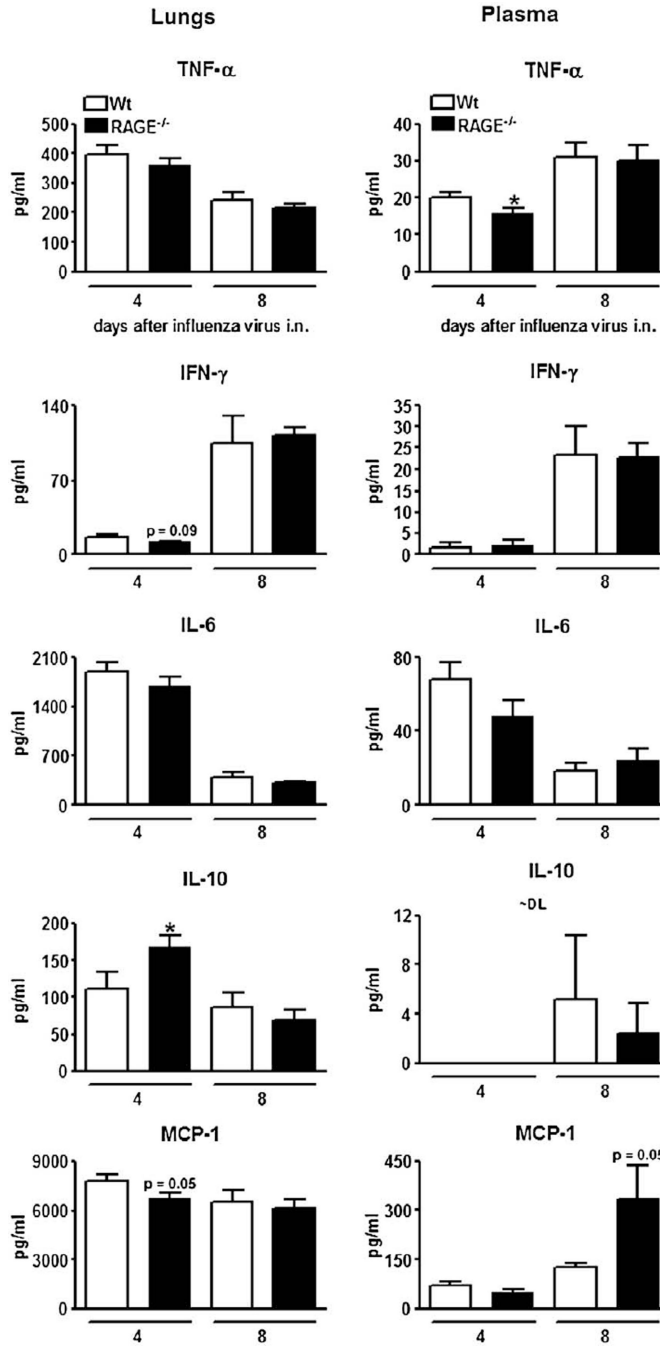 Lungs
TNF-α
Wt
RAGE-/-
500
400
300
200
100
0
pg/ml
4
8
days after influenza virus i.n.
IFN-γ
140
70
0
pg/ml
p = 0.09
4
8
IL-6
2100
1400
700
0
pg/ml
4
8
IL-10
200
150
100
50
0
pg/ml
*
4
8
MCP-1
9000
6000
3000
0
pg/ml
p = 0.05
4
8
Plasma
TNF-α
Wt
RAGE-/-
40
30
20
10
0
pg/ml
*
4
8
days after influenza virus i.n.
IFN-γ
35
30
25
20
15
10
5
0
pg/ml
4
8
IL-6
80
40
0
pg/ml
4
8
IL-10
~DL
12
8
4
0
pg/ml
4
8
MCP-1
450
300
150
0
pg/ml
p = 0.05
4
8